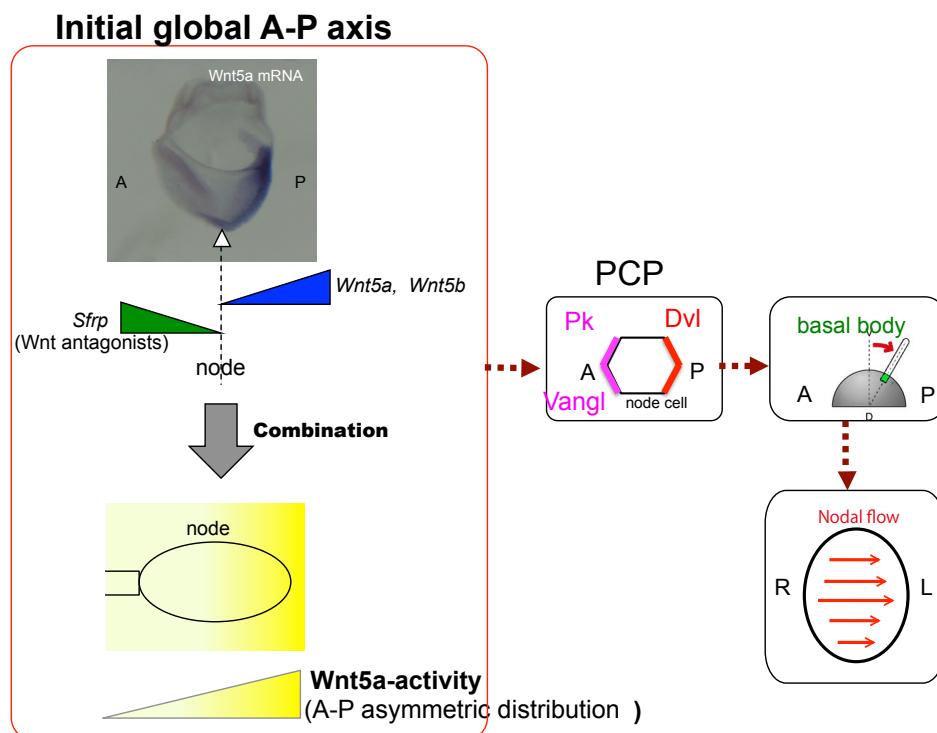 Initial global A-P axis
Wnt5a mRNA
A
P
Wnt5a, Wnt5b
Sfrp
(Wnt antagonists)
node
Combination
node
Wnt5a-activity
(A-P asymmetric distribution )
PCP
Pk
Dvl
A
P
Vangl
node cell
basal body
V
A
P
D
Nodal flow
R
L